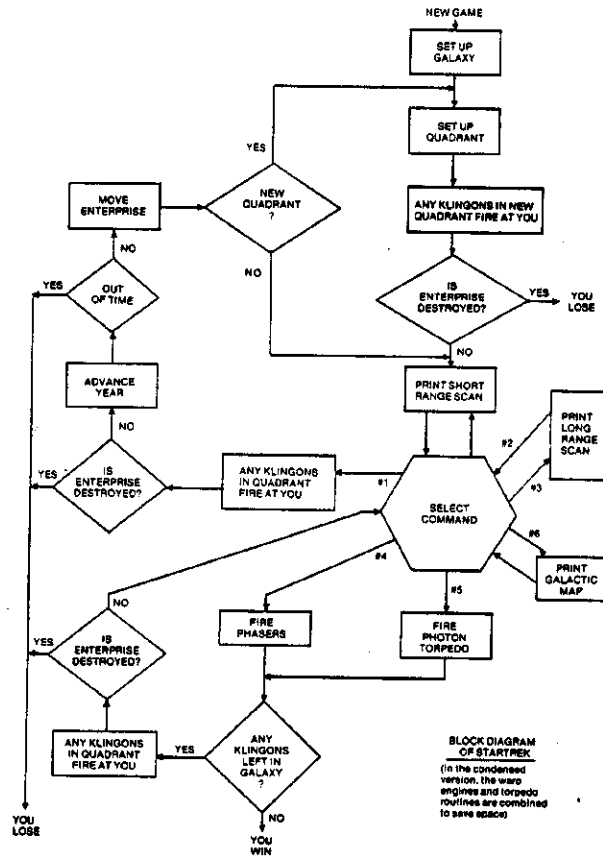 NEW GAME
SET UP
GALAXY
SET UP
QUADRANT
YES
NEW
QUADRANT
?
MOVE
ENTERPRISE
ANY KLINGONS IN NEW
QUADRANT FIRE AT YOU
NO
YES
OUT
OF TIME
NO
IS
ENTERPRISE
DESTROYED?
YES
YOU
LOSE
NO
ADVANCE
YEAR
PRINT SHORT
RANGE SCAN
PRINT
LONG
RANGE
SCAN
NO
#2
YES
IS
ENTERPRISE
DESTROYED?
ANY KLINGONS
IN QUADRANT
FIRE AT YOU
#1
#3
SELECT
COMMAND
#6
#4
PRINT
GALACTIC
MAP
#5
NO
FIRE
PHASERS
FIRE
PHOTON
TORPEDO
YES
IS
ENTERPRISE
DESTROYED?
ANY KLINGONS
IN QUADRANT
FIRE AT YOU
YES
ANY
KLINGONS
LEFT IN
GALAXY
?
NO
YOU
LOSE
YOU
WIN
BLOCK DIAGRAM
OF STARTREK
(In the condensed
version, the warp
engines and torpedo
routines are combined
to save space)